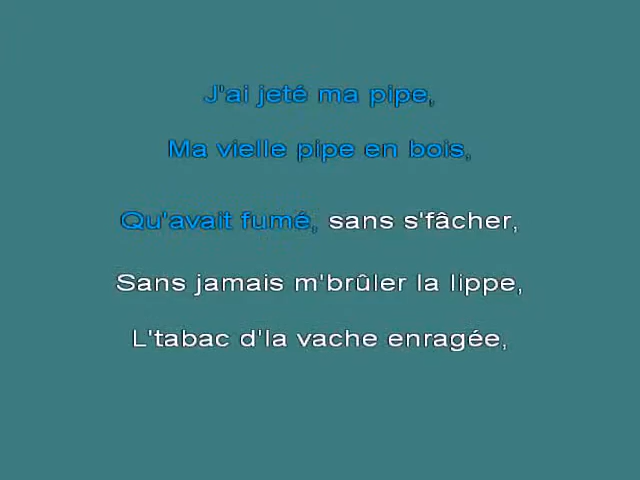 J'ai jeté ma pipe,
Ma vielle pipe en bois,
Qu'avait fumé, sans s'fâcher,
Sans jamais m'brûler la lippe,
L'tabac d'la vache enragée,